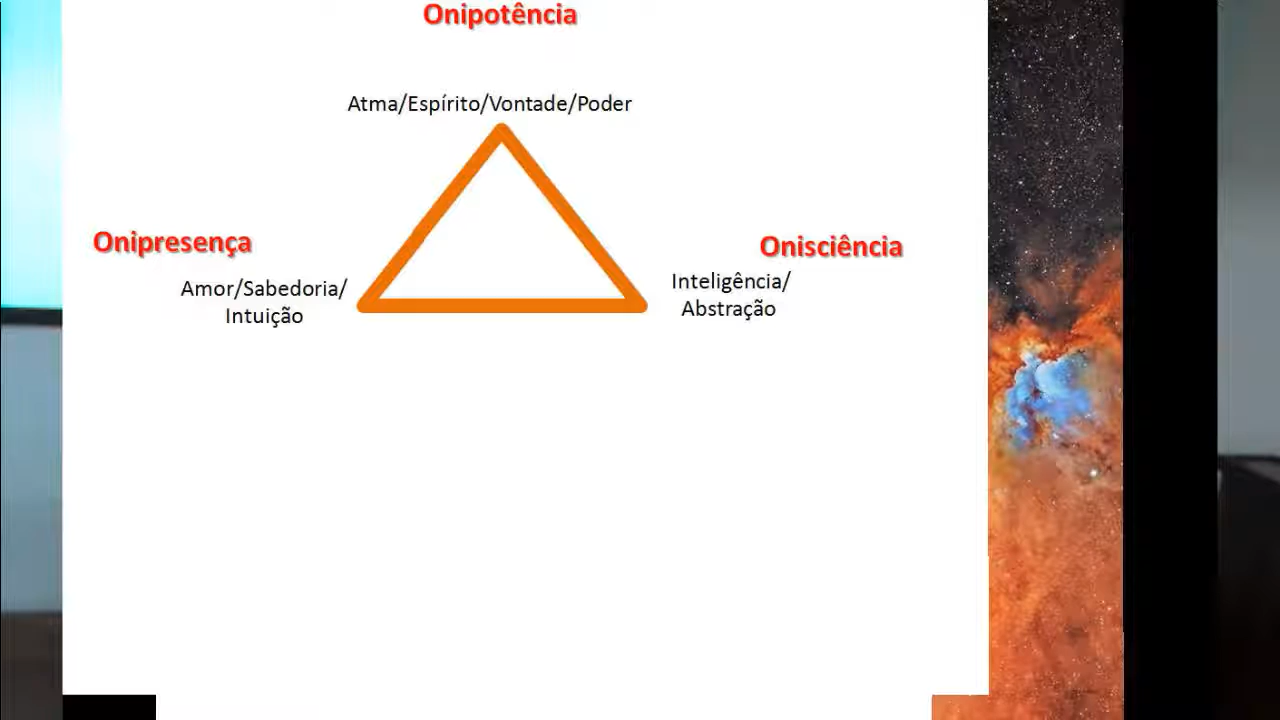 Onipotência
Atma/Espírito/Vontade/Poder
Onipresença
Amor/Sabedoria/
Intuição
Onisciência
Inteligência/
Abstração